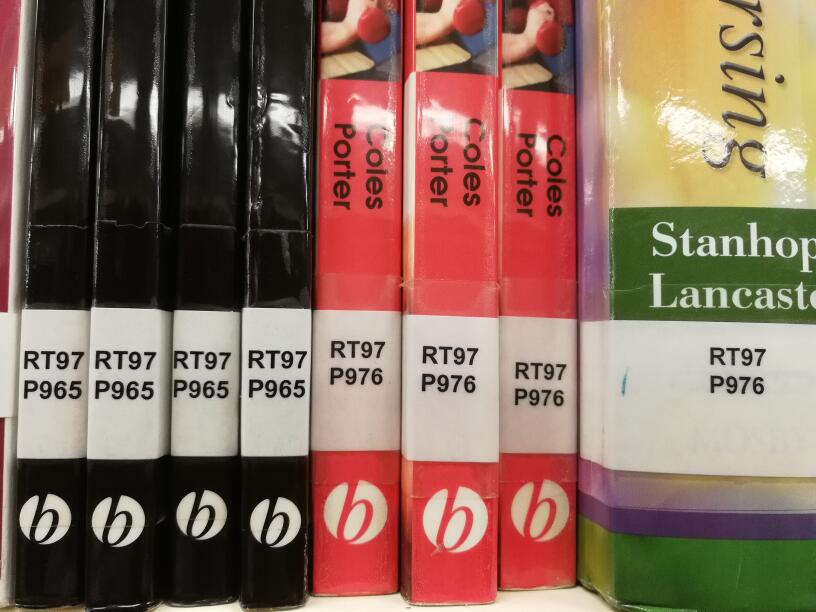 RT97
P965
b
RT97
P965
b
RT97
P965
b
RT97
P965
b
Coles
Porter
RT97
P976
b
Coles
Porter
RT97
P976
b
Coles
Porter
RT97
P976
b
rsing
Stanhop
Lancaste
RT97
P976